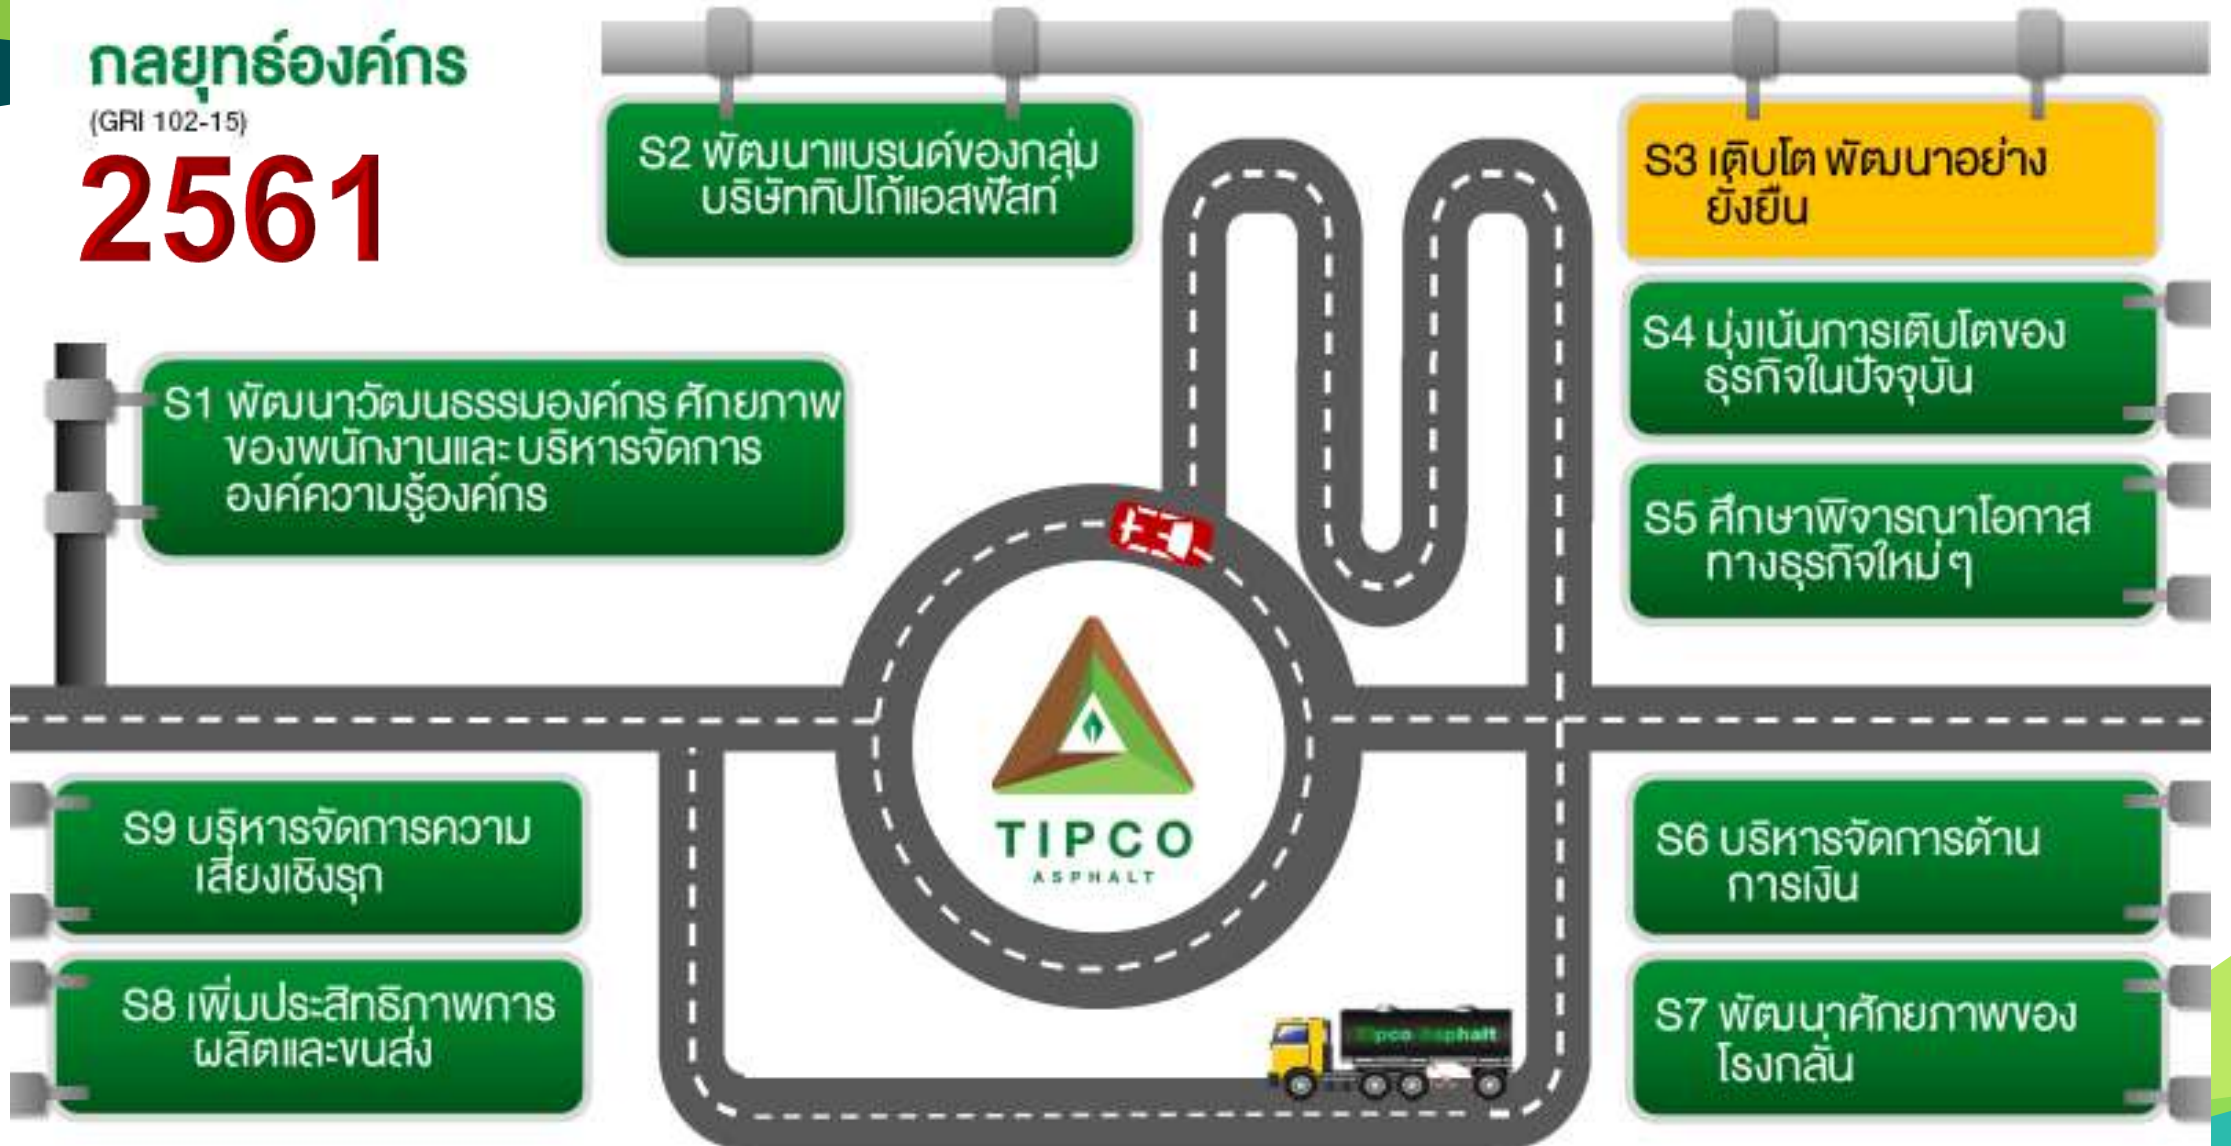 กลยุทธ์องค์กร
(GRI 102-15)
2561
S1 พัฒนาวัฒนธรรมองค์กร ศักยภาพ
ของพนักงานและ บริหารจัดการ
องค์ความรู้องค์กร
S2 พัฒนาแบรนด์ของกลุ่ม
บริษัททิปโก้แอสฟัสท์
S3 เติบโต พัฒนาอย่าง
ยั่งยืน
S4 มุ่งเน้นการเติบโตของ
ธุรกิจในปัจจุบัน
S5 ศึกษาพิจารณาโอกาส
ทางธุรกิจใหม่ ๆ
S6 บริหารจัดการด้าน
การเงิน
S7 พัฒนาศักยภาพของ
โรงกลั่น
S8 เพิ่มประสิทธิภาพการ
ผลิตและขนส่ง
S9 บริหารจัดการความ
เสี่ยงเชิงรุก
TIPCO
ASPHALT
Tipco Asphalt